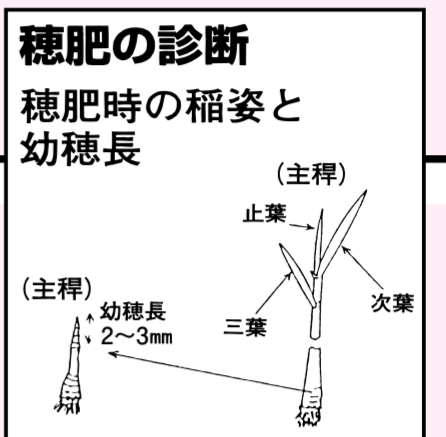 穂肥の診断
穂肥時の稲姿と
幼穂長
(主稈)
止葉
次葉
三葉
(主稈)
幼穂長
2〜3mm